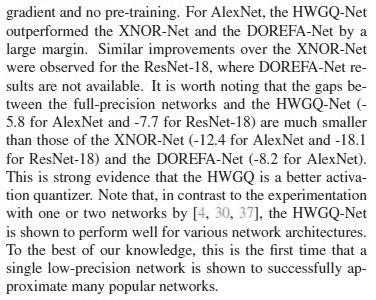 gradient and no pre-training. For AlexNet, the HWGQ-Net
outperformed the XNOR-Net and the DOREFA-Net by a
large margin. Similar improvements over the XNOR-Net
were observed for the ResNet-18, where DOREFA-Net re-
sults are not available. It is worth noting that the gaps be-
tween the full-precision networks and the HWGQ-Net (-
5.8 for AlexNet and -7.7 for ResNet-18) are much smaller
than those of the XNOR-Net (-12.4 for AlexNet and -18.1
for ResNet-18) and the DOREFA-Net (-8.2 for AlexNet).
This is strong evidence that the HWGQ is a better activa-
tion quantizer. Note that, in contrast to the experimentation
with one or two networks by [4, 30, 37], the HWGQ-Net
is shown to perform well for various network architectures.
To the best of our knowledge, this is the first time that a
single low-precision network is shown to successfully ap-
proximate many popular networks.